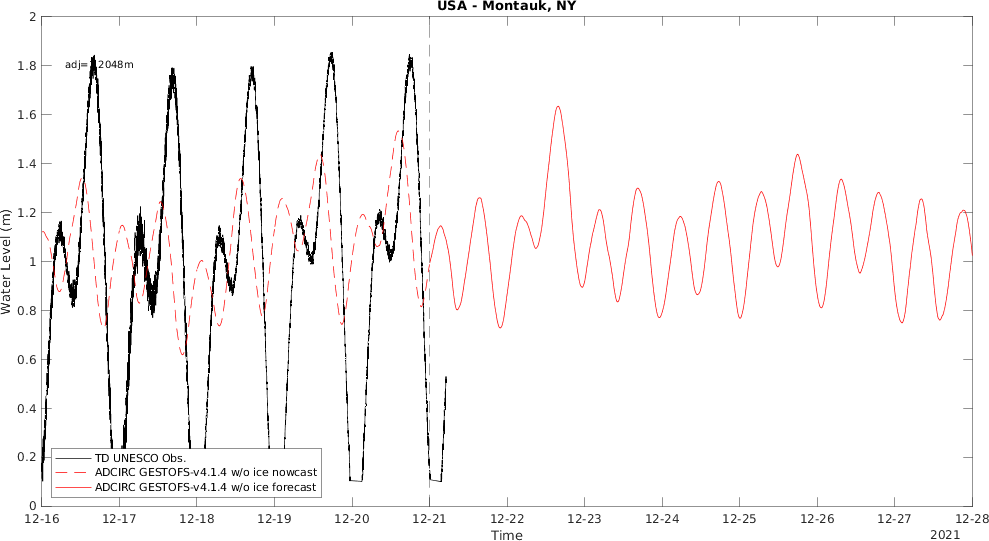 USA - Montauk, NY
2
1.8
1.6
1.4
1.2
1
0.8
0.6
0.4
0.2
0
Water Level (m)
adj= 2048m
TD UNESCO Obs.
ADCIRC GESTOFS-v4.1.4 w/o ice nowcast
ADCIRC GESTOFS-v4.1.4 w/o ice forecast
12-16 12-17 12-18 12-19 12-20 12-21 12-22 12-23 12-24 12-25 12-26 12-27 12-28
Time
2021